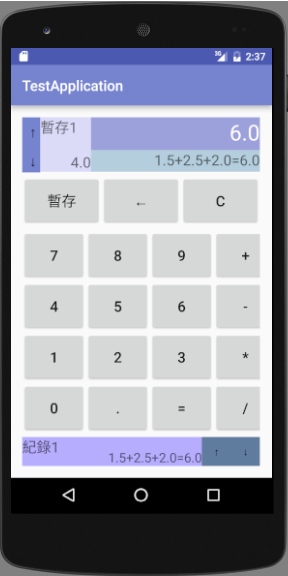 3G 2:37
TestApplication
↑ 暫存1 6.0
↓ 4.0 1.5+2.5+2.0=6.0
暫存 ← C
7 8 9 +
4 5 6 -
1 2 3 *
0 . = /
紀錄1 1.5+2.5+2.0=6.0 ↑ ↓